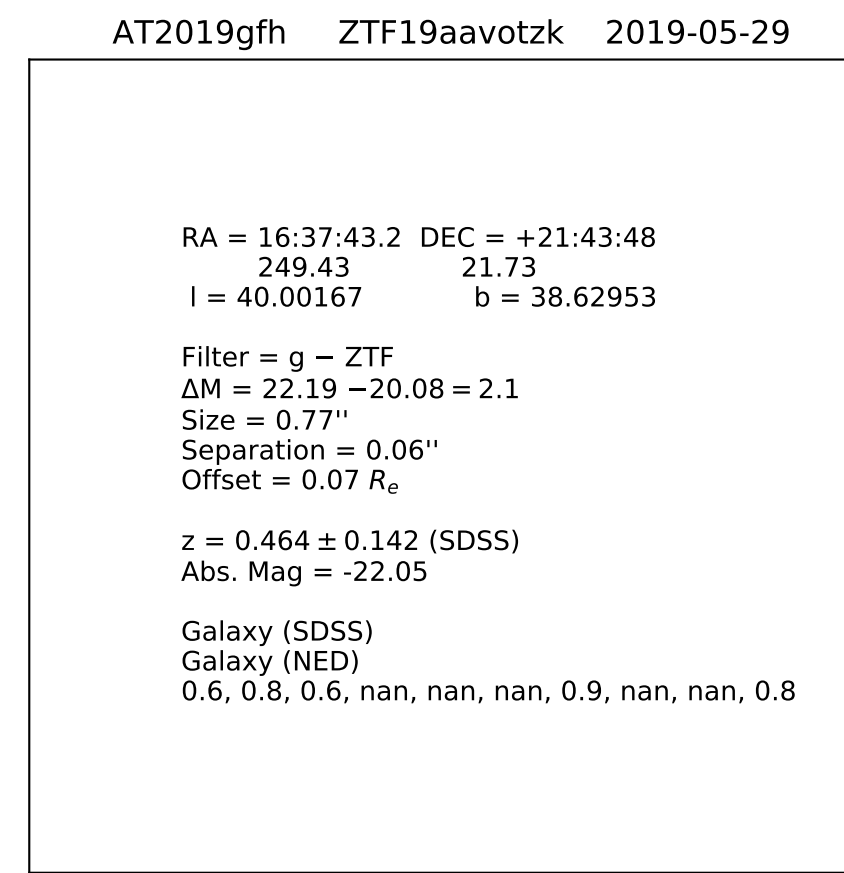 AT2019gfh ZTF19aavotzk 2019-05-29
RA = 16:37:43.2 DEC = +21:43:48
249.43 21.73
l = 40.00167 b = 38.62953
Filter = g − ZTF
ΔM = 22.19 −20.08 = 2.1
Size = 0.77''
Separation = 0.06''
Offset = 0.07 Rₑ
z = 0.464 ± 0.142 (SDSS)
Abs. Mag = -22.05
Galaxy (SDSS)
Galaxy (NED)
0.6, 0.8, 0.6, nan, nan, nan, 0.9, nan, nan, 0.8